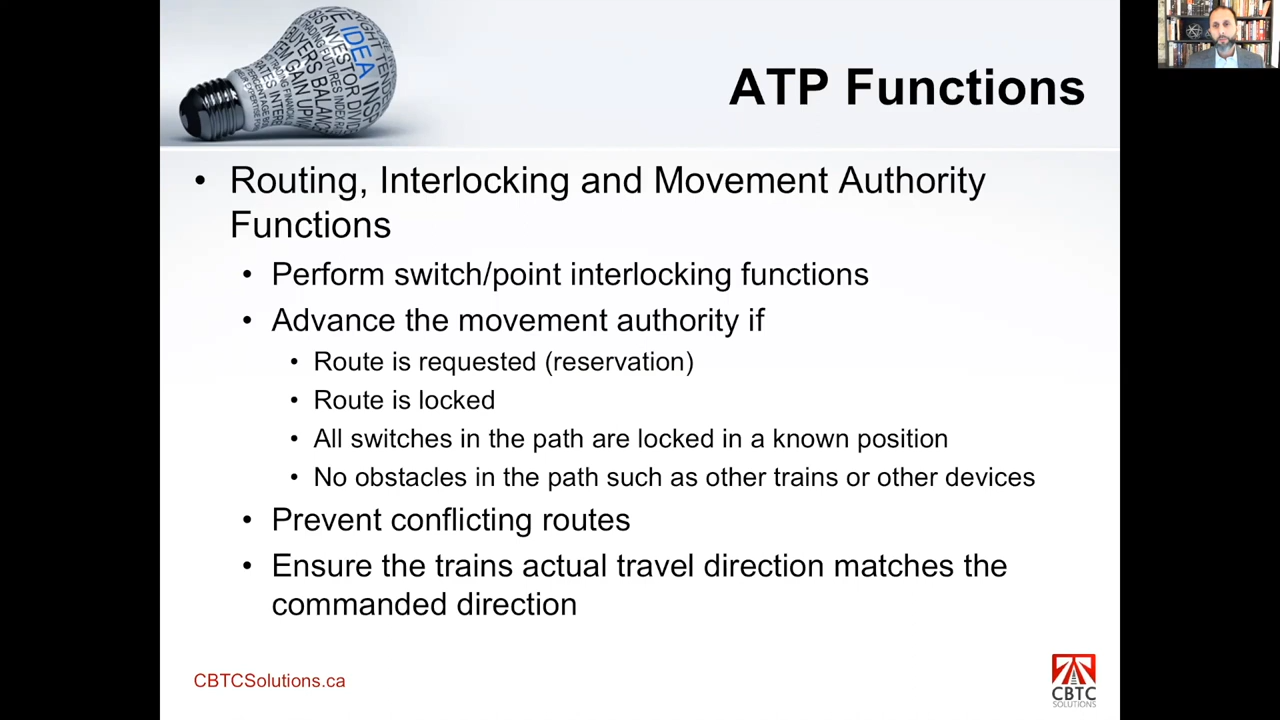 IDEA
ATP Functions
• Routing, Interlocking and Movement Authority
Functions
• Perform switch/point interlocking functions
• Advance the movement authority if
• Route is requested (reservation)
• Route is locked
• All switches in the path are locked in a known position
• No obstacles in the path such as other trains or other devices
• Prevent conflicting routes
• Ensure the trains actual travel direction matches the
commanded direction
CBTCSolutions.ca
CBTC
SOLUTIONS